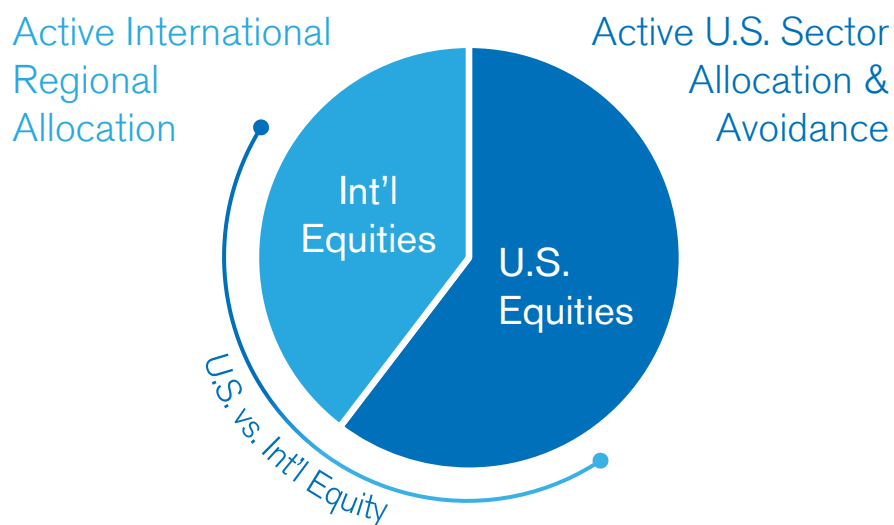 Active International
Regional
Allocation
Active U.S. Sector
Allocation &
Avoidance
Int'l
Equities
U.S.
Equities
U.S. vs. Int'l Equity